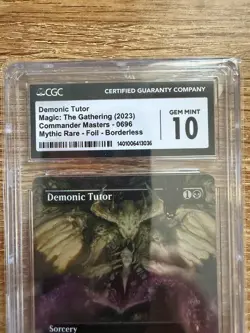 CGC
CERTIFIED GUARANTY COMPANY
Demonic Tutor
Magic: The Gathering (2023)
Commander Masters - 0696
Mythic Rare - Foil - Borderless
1401006413036
GEM MINT
10
Demonic Tutor
1
Sorcery